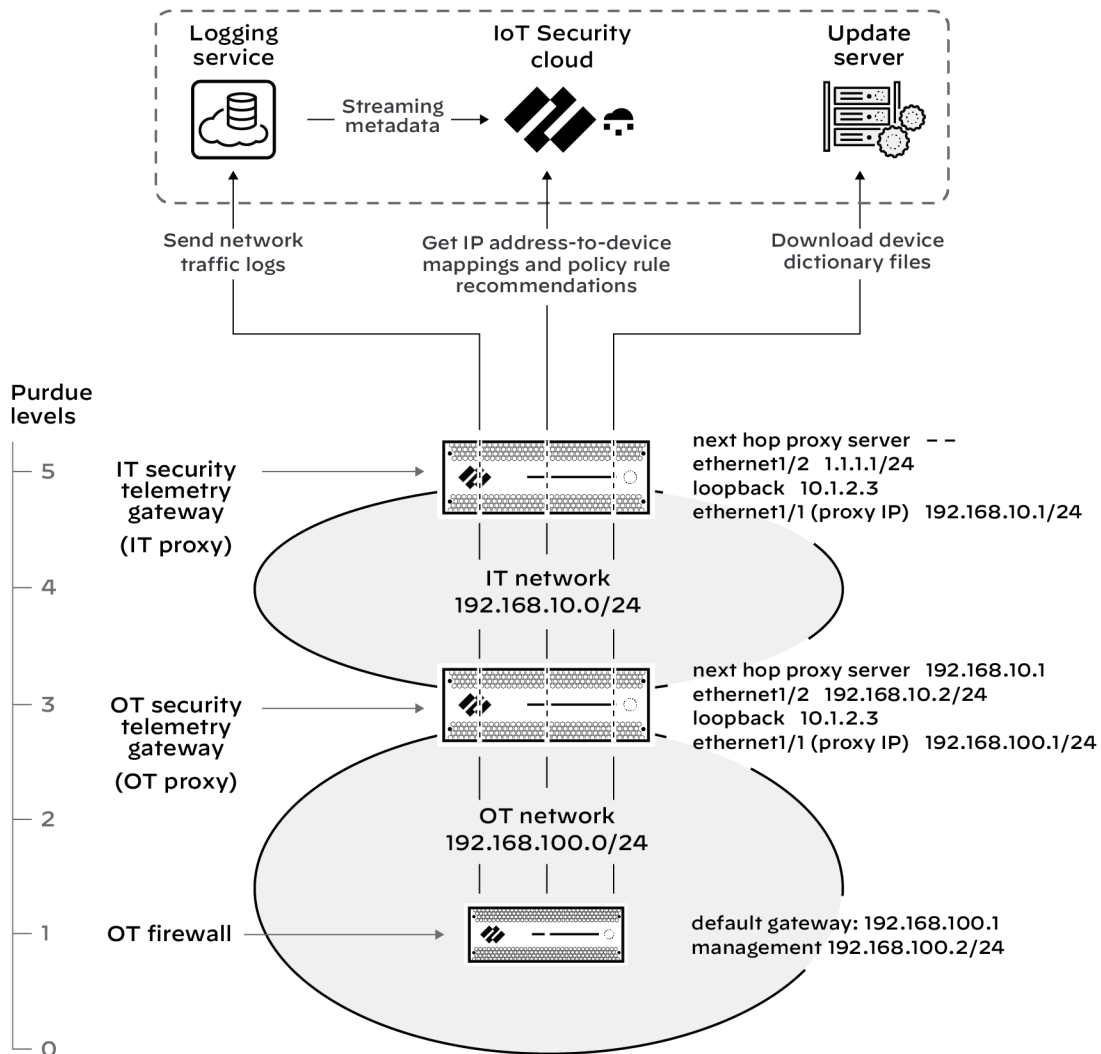 Logging
service
IoT Security
cloud
Update
server
Streaming
metadata
Send network
traffic logs
Get IP address-to-device
mappings and policy rule
recommendations
Download device
dictionary files
Purdue
levels
5
IT security
telemetry
gateway
(IT proxy)
next hop proxy server – –
ethernet1/2 1.1.1.1/24
loopback 10.1.2.3
ethernet1/1 (proxy IP) 192.168.10.1/24
4
IT network
192.168.10.0/24
3
OT security
telemetry
gateway
(OT proxy)
next hop proxy server 192.168.10.1
ethernet1/2 192.168.10.2/24
loopback 10.1.2.3
ethernet1/1 (proxy IP) 192.168.100.1/24
2
OT network
192.168.100.0/24
1
OT firewall
default gateway: 192.168.100.1
management 192.168.100.2/24
0